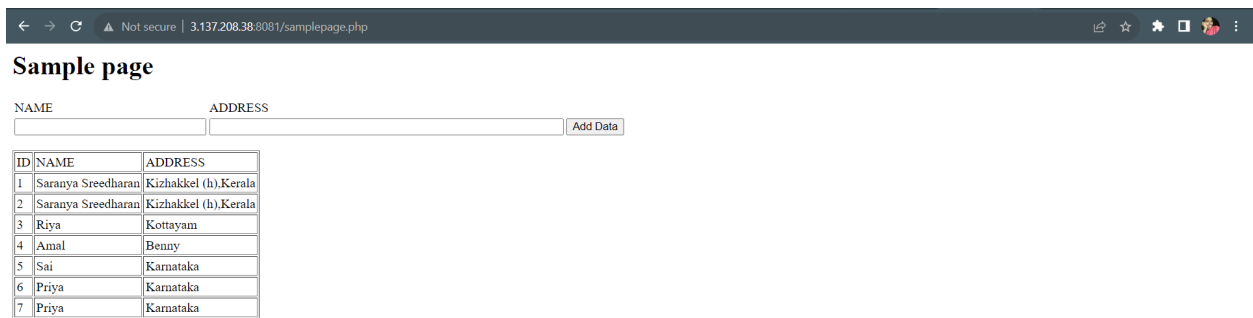 Not secure | 3.137.208.38:8081/samplepage.php
Sample page
NAME ADDRESS
Add Data
ID NAME ADDRESS
1 Saranya Sreedharan Kizhakkel (h),Kerala
2 Saranya Sreedharan Kizhakkel (h),Kerala
3 Riya Kottayam
4 Amal Benny
5 Sai Karnataka
6 Priya Karnataka
7 Priya Karnataka